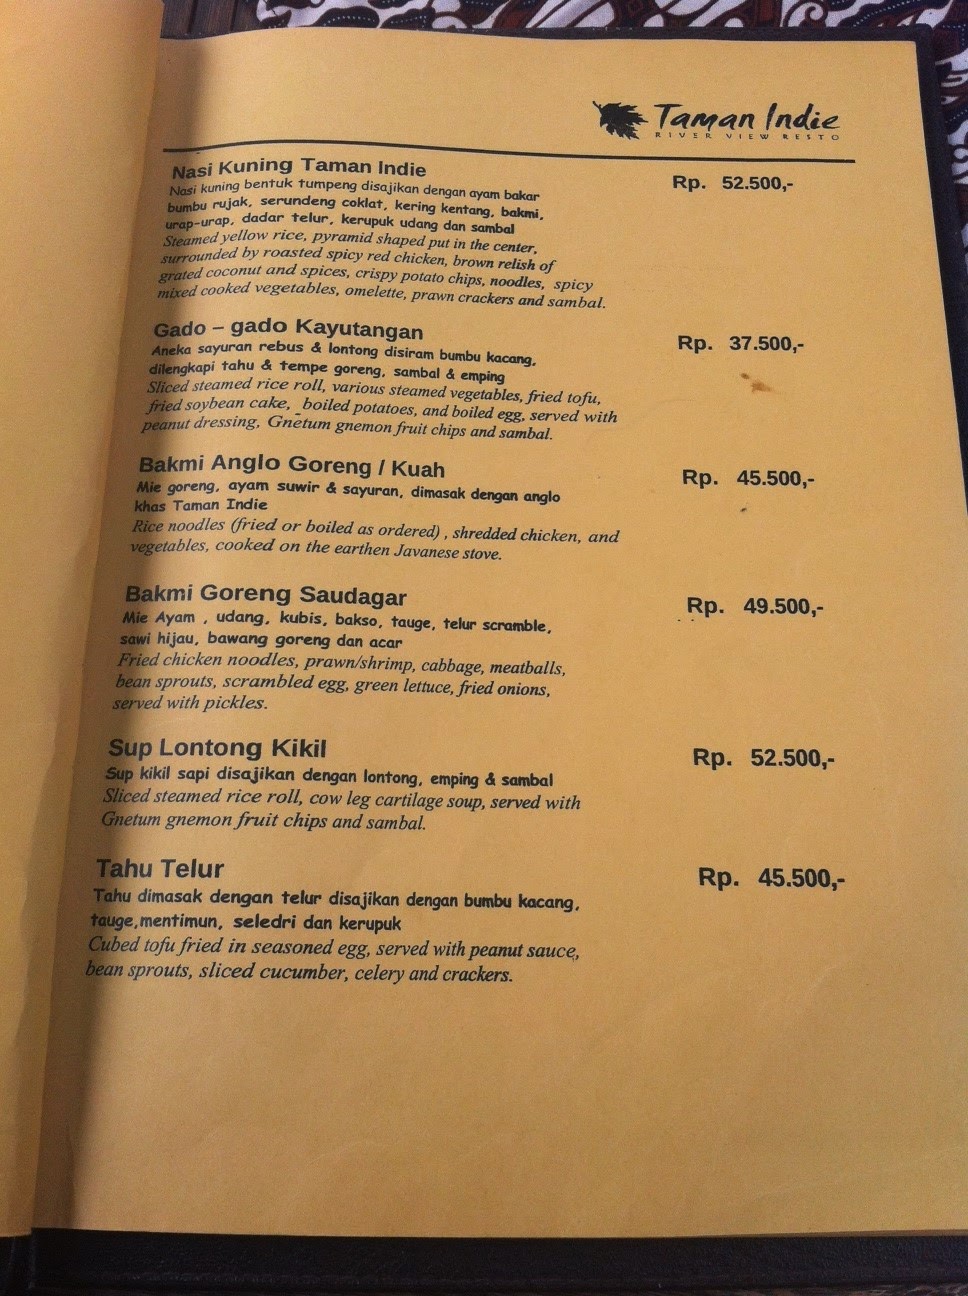 Taman Indie
RIVER VIEW RESTO
Nasi Kuning Taman Indie Rp. 52.500,-
Nasi kuning bentuk tumpeng disajikan dengan ayam bakar
bumbu rujak, serundeng coklat, kering kentang, bakmi,
urap-urap, dadar telur, kerupuk udang dan sambal
Steamed yellow rice, pyramid shaped put in the center,
surrounded by roasted spicy red chicken, brown relish of
grated coconut and spices, crispy potato chips, noodles, spicy
mixed cooked vegetables, omelette, prawn crackers and sambal.
Gado – gado Kayutangan Rp. 37.500,-
Aneka sayuran rebus & lontong disiram bumbu kacang,
dilengkapi tahu & tempe goreng, sambal & emping
Sliced steamed rice roll, various steamed vegetables, fried tofu,
fried soybean cake, boiled potatoes, and boiled egg, served with
peanut dressing, Gnetum gnemon fruit chips and sambal.
Bakmi Anglo Goreng / Kuah Rp. 45.500,-
Mie goreng, ayam suwir & sayuran, dimasak dengan anglo
khas Taman Indie
Rice noodles (fried or boiled as ordered) , shredded chicken, and
vegetables, cooked on the earthen Javanese stove.
Bakmi Goreng Saudagar Rp. 49.500,-
Mie Ayam , udang, kubis, bakso, tauge, telur scramble,
sawi hijau, bawang goreng dan acar
Fried chicken noodles, prawn/shrimp, cabbage, meatballs,
bean sprouts, scrambled egg, green lettuce, fried onions,
served with pickles.
Sup Lontong Kikil Rp. 52.500,-
Sup kikil sapi disajikan dengan lontong, emping & sambal
Sliced steamed rice roll, cow leg cartilage soup, served with
Gnetum gnemon fruit chips and sambal.
Tahu Telur Rp. 45.500,-
Tahu dimasak dengan telur disajikan dengan bumbu kacang,
tauge,mentimun, seledri dan kerupuk
Cubed tofu fried in seasoned egg, served with peanut sauce,
bean sprouts, sliced cucumber, celery and crackers.